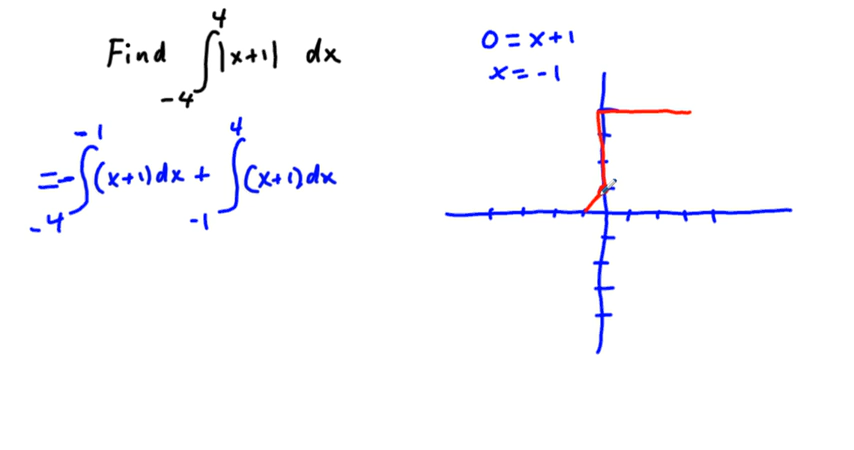 Find ∫_{-4}^{4} |x+1| dx
0 = x+1
x = -1
= -∫_{-4}^{-1} (x+1) dx + ∫_{-1}^{4} (x+1) dx